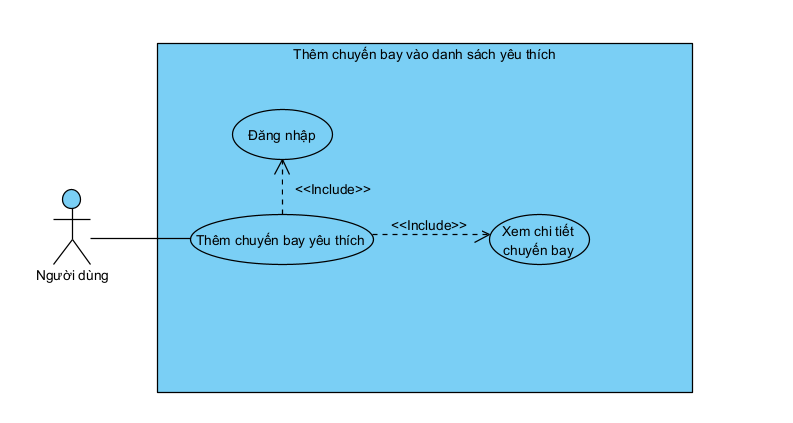 Thêm chuyến bay vào danh sách yêu thích
Đăng nhập
<<Include>>
<<Include>>
Thêm chuyến bay yêu thích
Xem chi tiết
chuyến bay
Người dùng